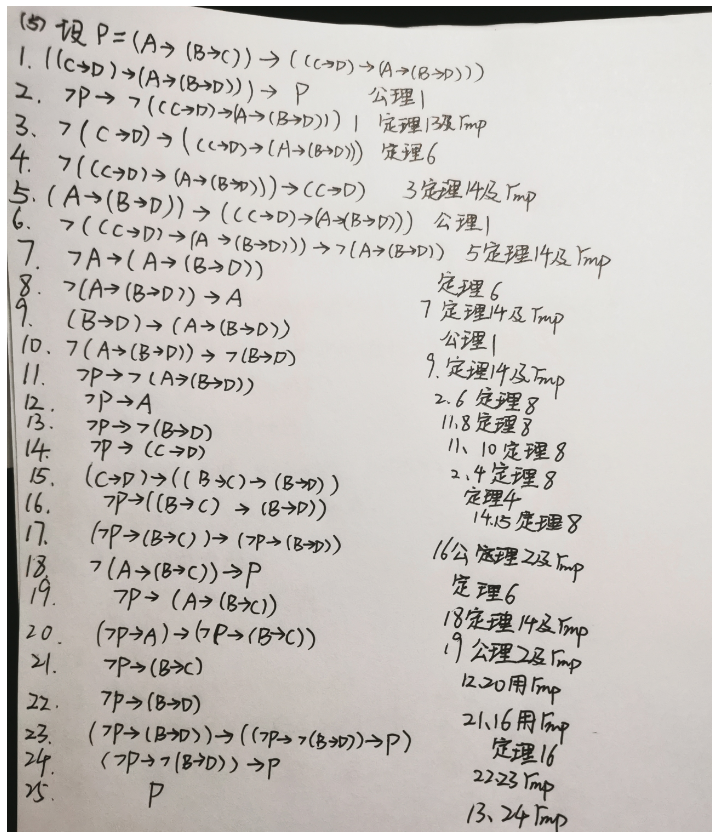 (5) 设 P=(A→(B→C))→((C→D)→(A→(B→D)))
1. ((C→D)→(A→(B→D)))→P 公理1
2. ¬P→¬((C→D)→(A→(B→D))) 1 定理13及rmp
3. ¬(C→D)→((C→D)→(A→(B→D))) 定理6
4. ¬((C→D)→(A→(B→D)))→(C→D) 3定理14及rmp
5. (A→(B→D))→((C→D)→(A→(B→D))) 公理1
6. ¬((C→D)→(A→(B→D)))→¬(A→(B→D)) 5定理14及rmp
7. ¬A→(A→(B→D)) 定理6
8. ¬(A→(B→D))→A 7定理14及rmp
9. (B→D)→(A→(B→D)) 公理1
10. ¬(A→(B→D))→¬(B→D) 9.定理14及rmp
11. ¬P→¬(A→(B→D)) 2.6定理8
12. ¬P→A 11.8定理8
13. ¬P→¬(B→D) 11、10定理8
14. ¬P→(C→D) 2.4定理8
15. (C→D)→((B→C)→(B→D)) 定理4
16. ¬P→((B→C)→(B→D)) 14.15定理8
17. (¬P→(B→C))→(¬P→(B→D)) 16公理2及rmp
18. ¬(A→(B→C))→P 定理6
19. ¬P→(A→(B→C)) 18定理14及rmp
20. (¬P→A)→(¬P→(B→C)) 19公理2及rmp
21. ¬P→(B→C) 12.20用rmp
22. ¬P→(B→D) 21.16用rmp
23. (¬P→(B→D))→((¬P→¬(B→D))→P) 定理16
24. (¬P→¬(B→D))→P 22.23rmp
25. P 13、24rmp